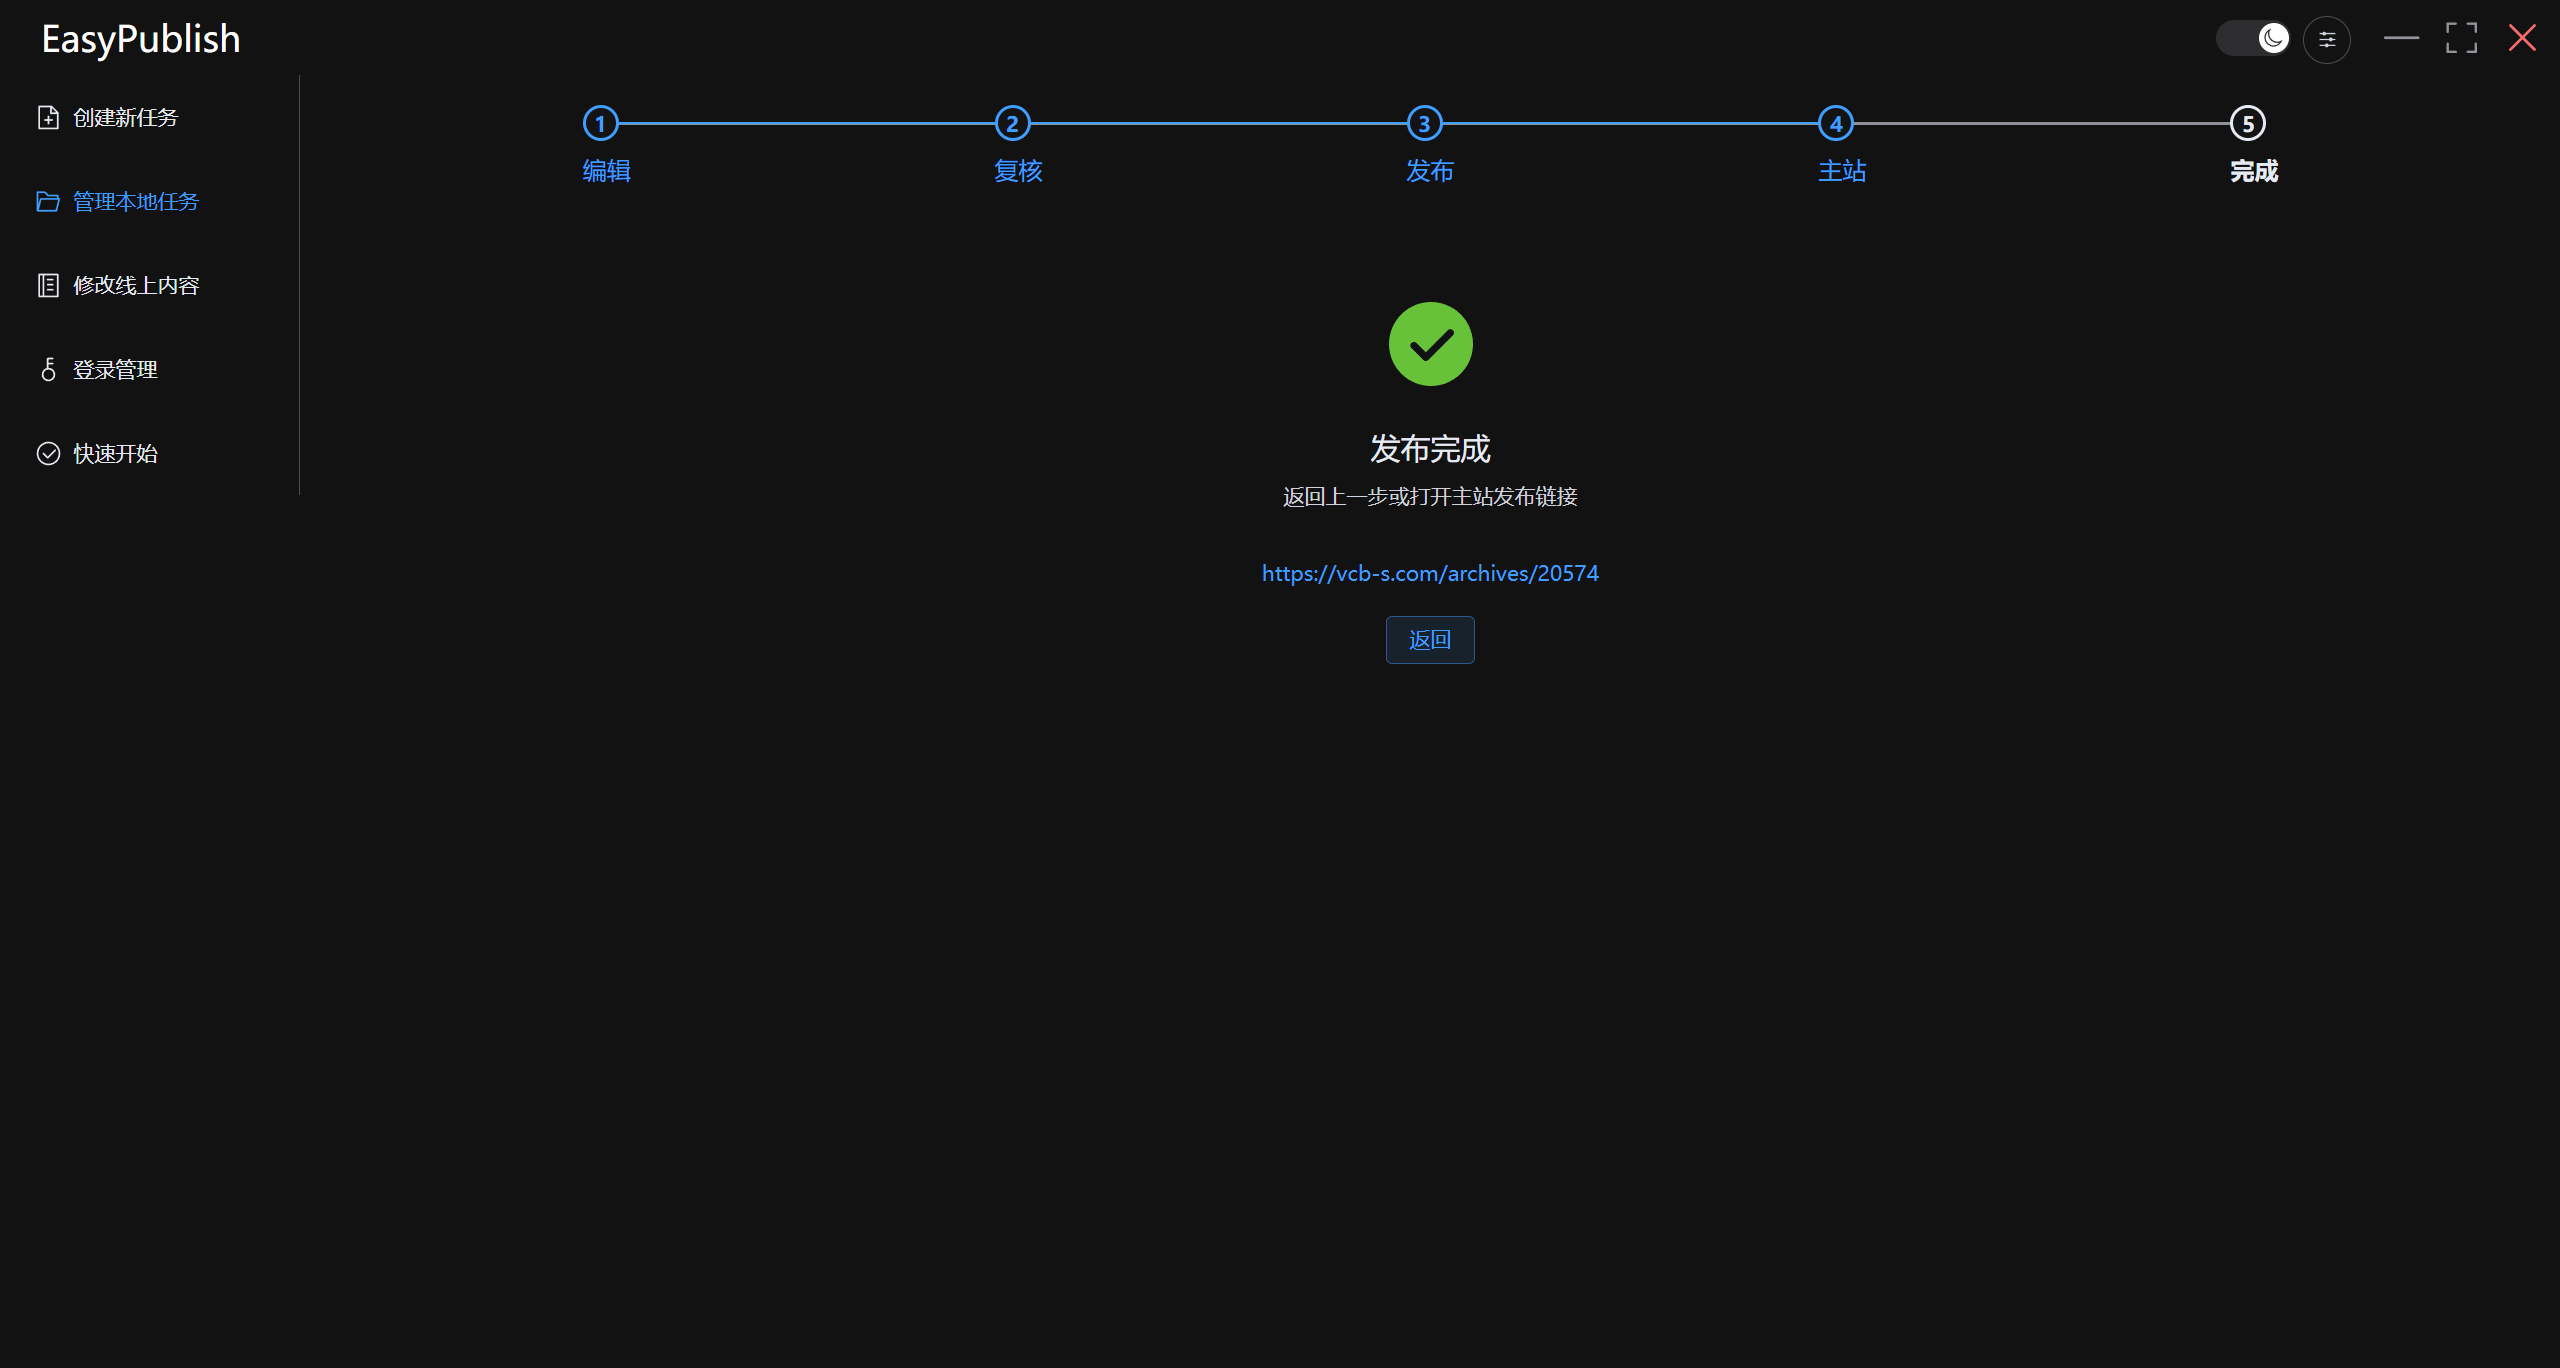 EasyPublish
创建新任务
管理本地任务
修改线上内容
登录管理
快速开始
1 2 3 4 5
编辑 复核 发布 主站 完成
发布完成
返回上一步或打开主站发布链接
https://vcb-s.com/archives/20574
返回